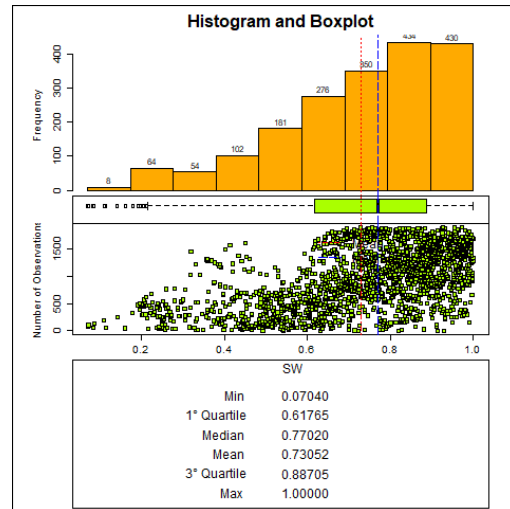 Histogram and Boxplot
Frequency
0 100 200 300 400
8 64 54 102 181 276 350 434 430
Number of Observations
0 500 1500
0.2 0.4 0.6 0.8 1.0
SW
Min 0.07040
1° Quartile 0.61765
Median 0.77020
Mean 0.73052
3° Quartile 0.88705
Max 1.00000